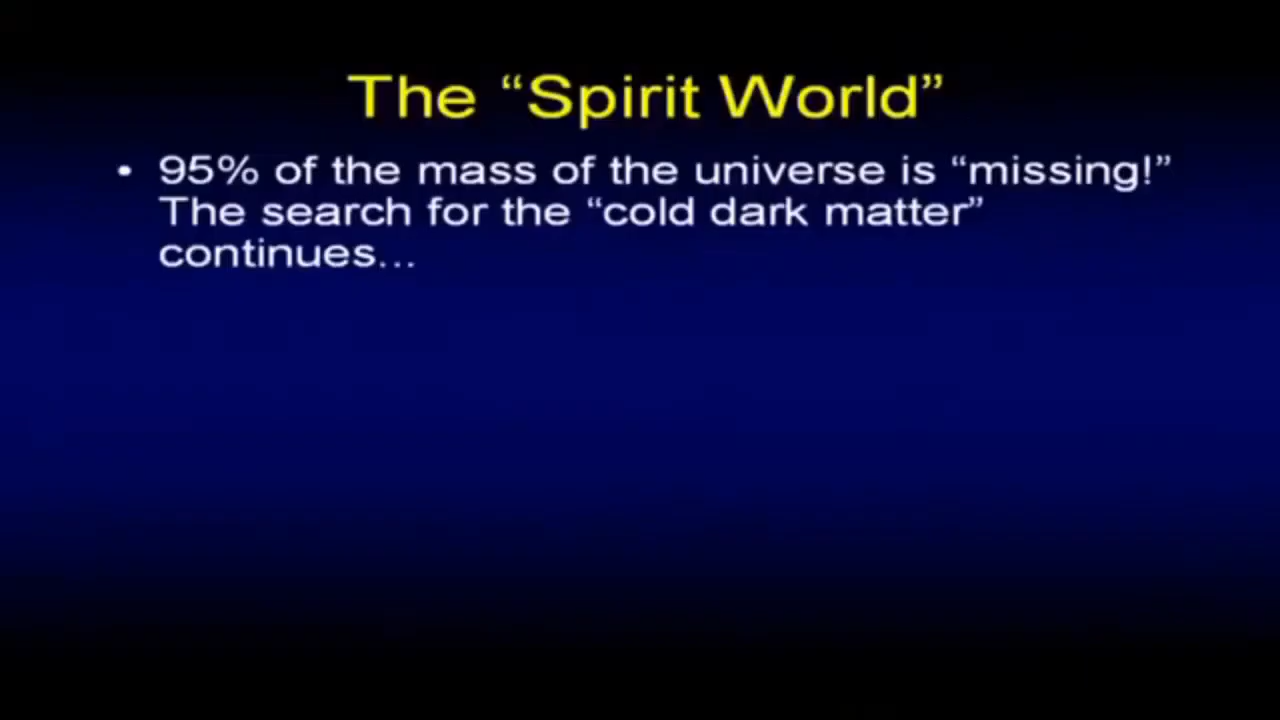 The “Spirit World”
• 95% of the mass of the universe is “missing!”
The search for the “cold dark matter”
continues...